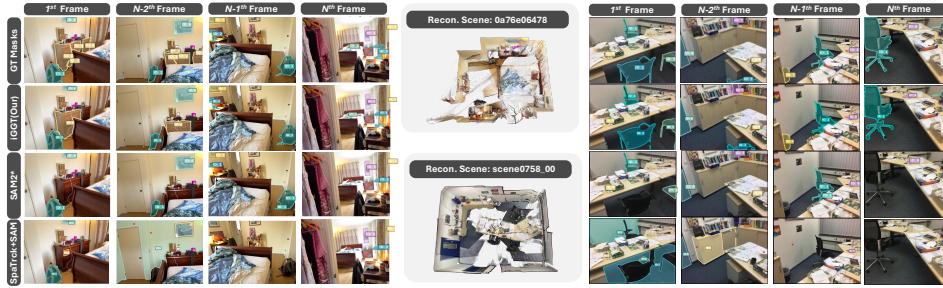 1st Frame
N-2th Frame
N-1th Frame
Nth Frame
Recon. Scene: 0a76e06478
1st Frame
N-2th Frame
N-1th Frame
Nth Frame
GT Masks
IGGT(Our)
SAM2*
SpaTrck+SAM
Recon. Scene: scene0758_00